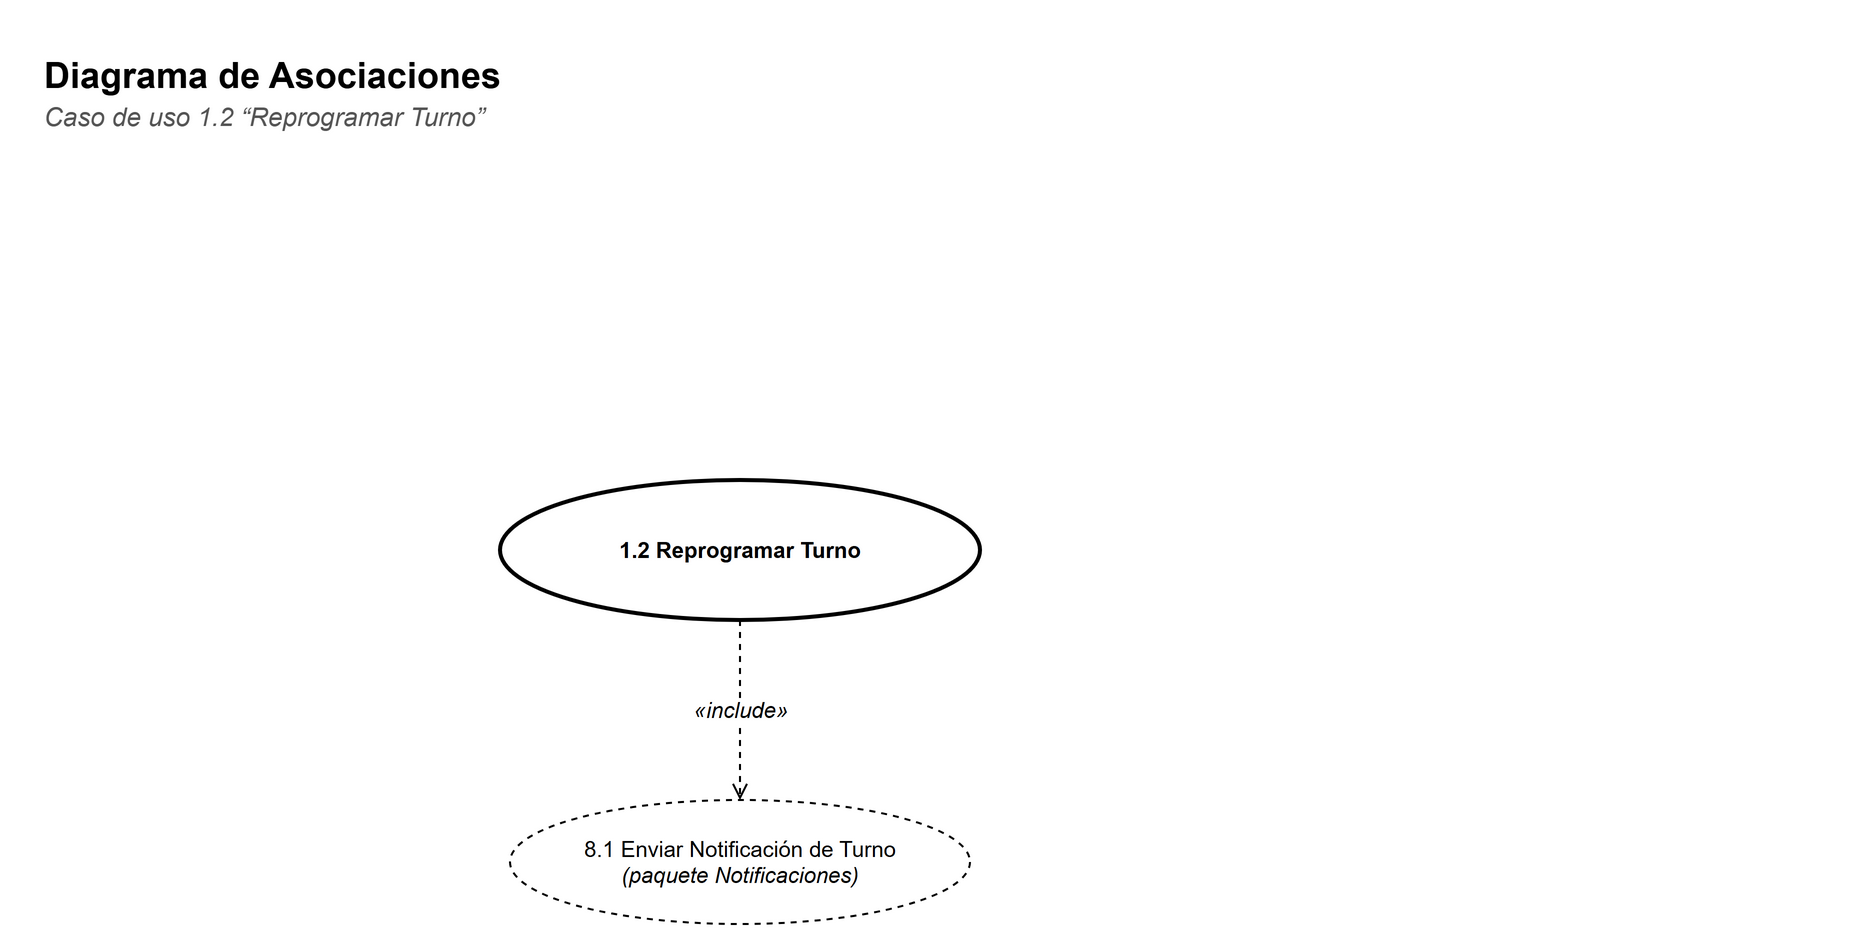 Diagrama de Asociaciones
Caso de uso 1.2 “Reprogramar Turno”
1.2 Reprogramar Turno
«include»
8.1 Enviar Notificación de Turno
(paquete Notificaciones)